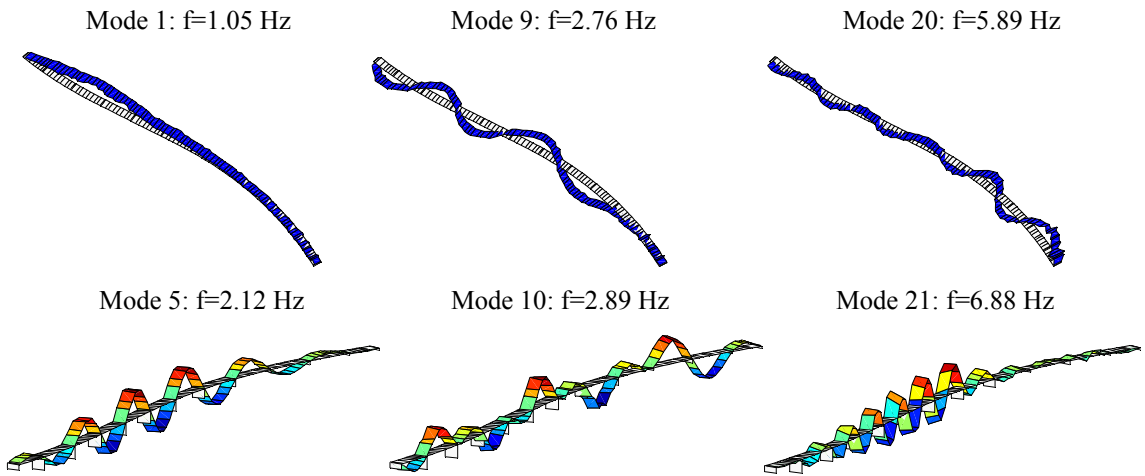 Mode 1: f=1.05 Hz
Mode 9: f=2.76 Hz
Mode 20: f=5.89 Hz
Mode 5: f=2.12 Hz
Mode 10: f=2.89 Hz
Mode 21: f=6.88 Hz